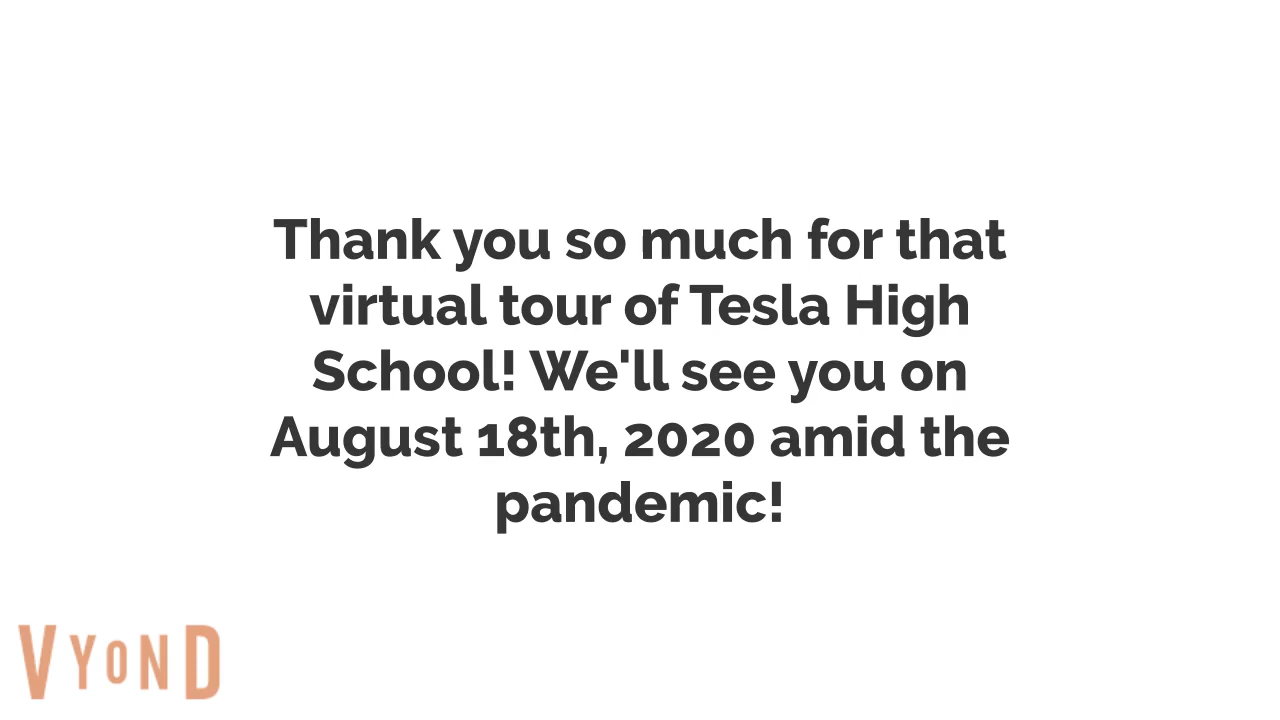 Thank you so much for that
virtual tour of Tesla High
School! We'll see you on
August 18th, 2020 amid the
pandemic!
VYOND